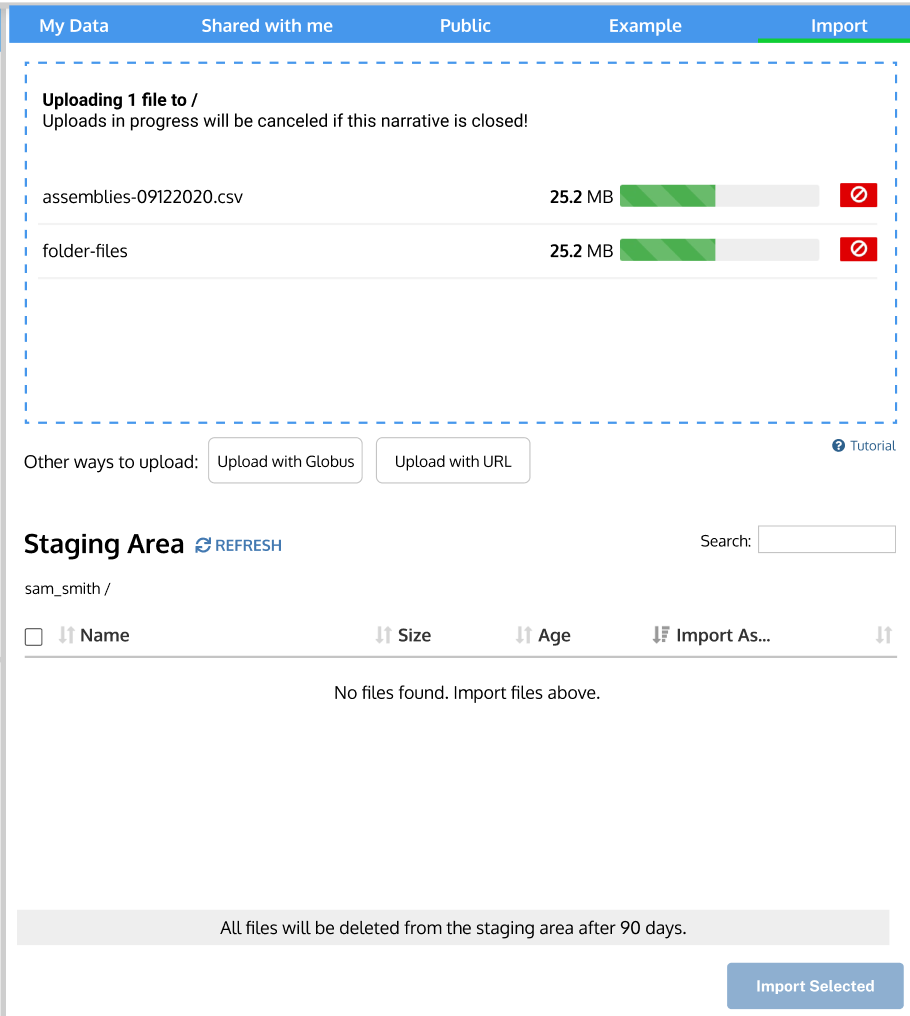 My Data Shared with me Public Example Import
Uploading 1 file to /
Uploads in progress will be canceled if this narrative is closed!
assemblies-09122020.csv 25.2 MB
folder-files 25.2 MB
Other ways to upload: Upload with Globus Upload with URL Tutorial
Staging Area REFRESH Search:
sam_smith /
Name Size Age Import As...
No files found. Import files above.
All files will be deleted from the staging area after 90 days.
Import Selected